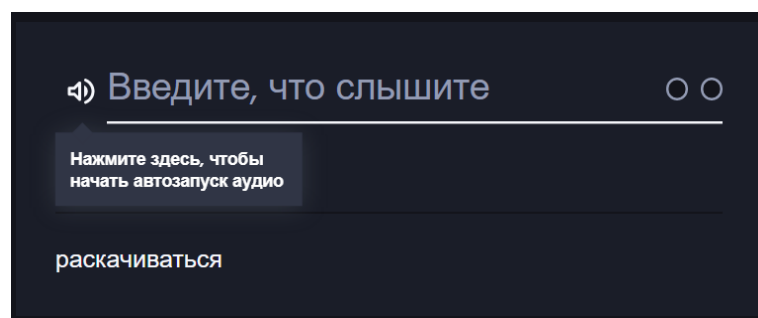 Введите, что слышите
Нажмите здесь, чтобы
начать автозапуск аудио
раскачиваться